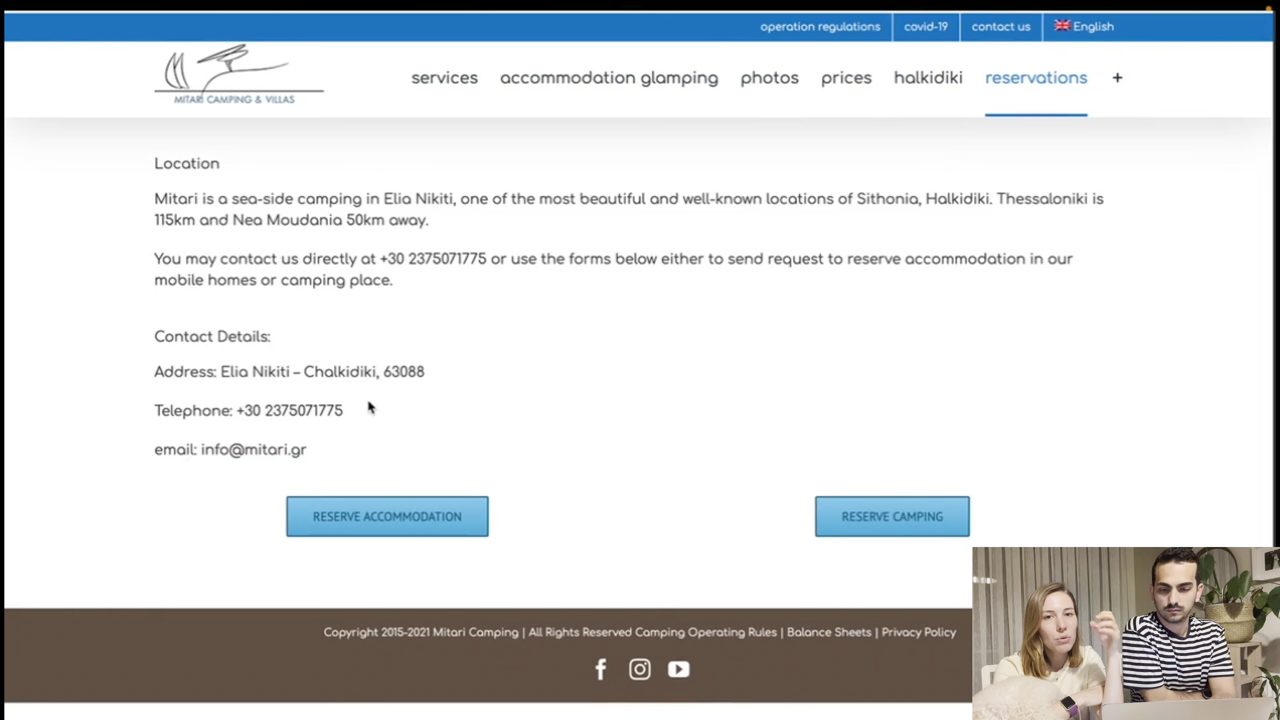 operation regulations covid-19 contact us English
MITARI CAMPING & VILLAS
services accommodation glamping photos prices halkidiki reservations +
Location
Mitari is a sea-side camping in Elia Nikiti, one of the most beautiful and well-known locations of Sithonia, Halkidiki. Thessaloniki is
115km and Nea Moudania 50km away.
You may contact us directly at +30 2375071775 or use the forms below either to send request to reserve accommodation in our
mobile homes or camping place.
Contact Details:
Address: Elia Nikiti – Chalkidiki, 63088
Telephone: +30 2375071775
email: info@mitari.gr
RESERVE ACCOMMODATION RESERVE CAMPING
Copyright 2015-2021 Mitari Camping | All Rights Reserved Camping Operating Rules | Balance Sheets | Privacy Policy